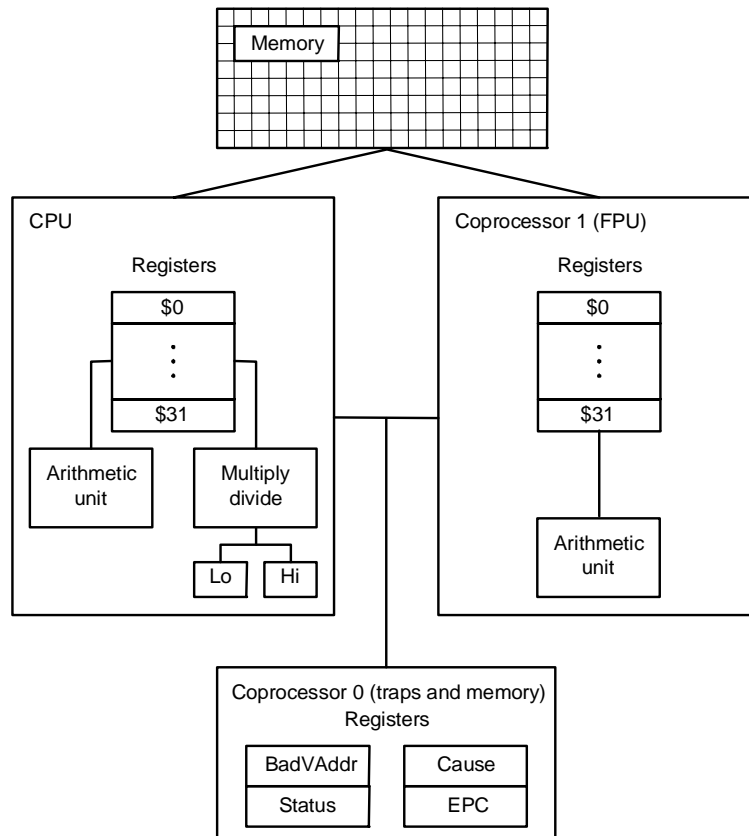 Memory
CPU
Registers
$0
$31
Arithmetic
unit
Multiply
divide
Lo
Hi
Coprocessor 1 (FPU)
Registers
$0
$31
Arithmetic
unit
Coprocessor 0 (traps and memory)
Registers
BadVAddr
Cause
Status
EPC